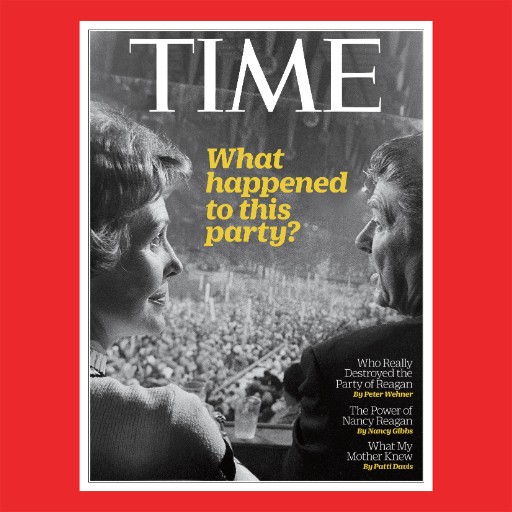 TIME
What
happened
to this
party?
Who Really
Destroyed the
Party of Reagan
By Peter Wehner
The Power of
Nancy Reagan
By Nancy Gibbs
What My
Mother Knew
By Patti Davis